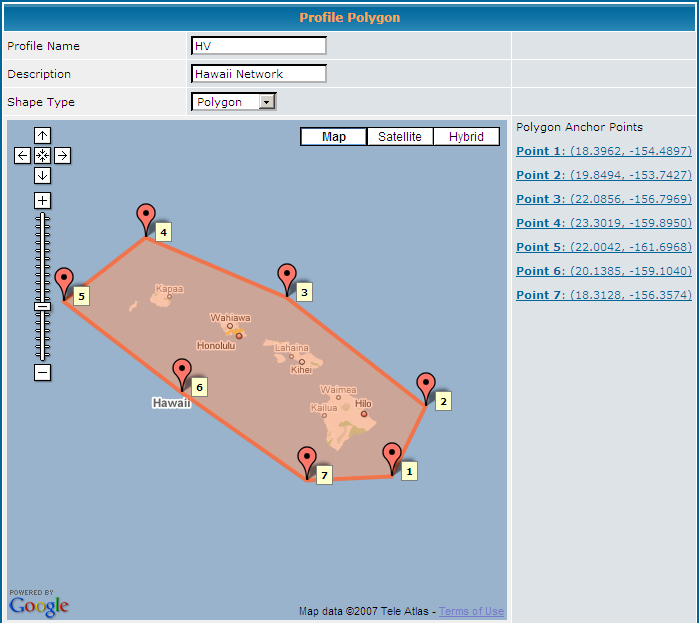 Profile Polygon
Profile Name HV
Description Hawaii Network
Shape Type Polygon
Map Satellite Hybrid
Polygon Anchor Points
Point 1: (18.3962, -154.4897)
Point 2: (19.8494, -153.7427)
Point 3: (22.0856, -156.7969)
Point 4: (23.3019, -159.8950)
Point 5: (22.0042, -161.6968)
Point 6: (20.1385, -159.1040)
Point 7: (18.3128, -156.3574)
4
Kapaa
5
3
Wahiawa
Honolulu
Lahaina
Kihei
6
Hawaii
Waimea
Kailua Hilo
2
7
1
POWERED BY
Google
Map data ©2007 Tele Atlas - Terms of Use